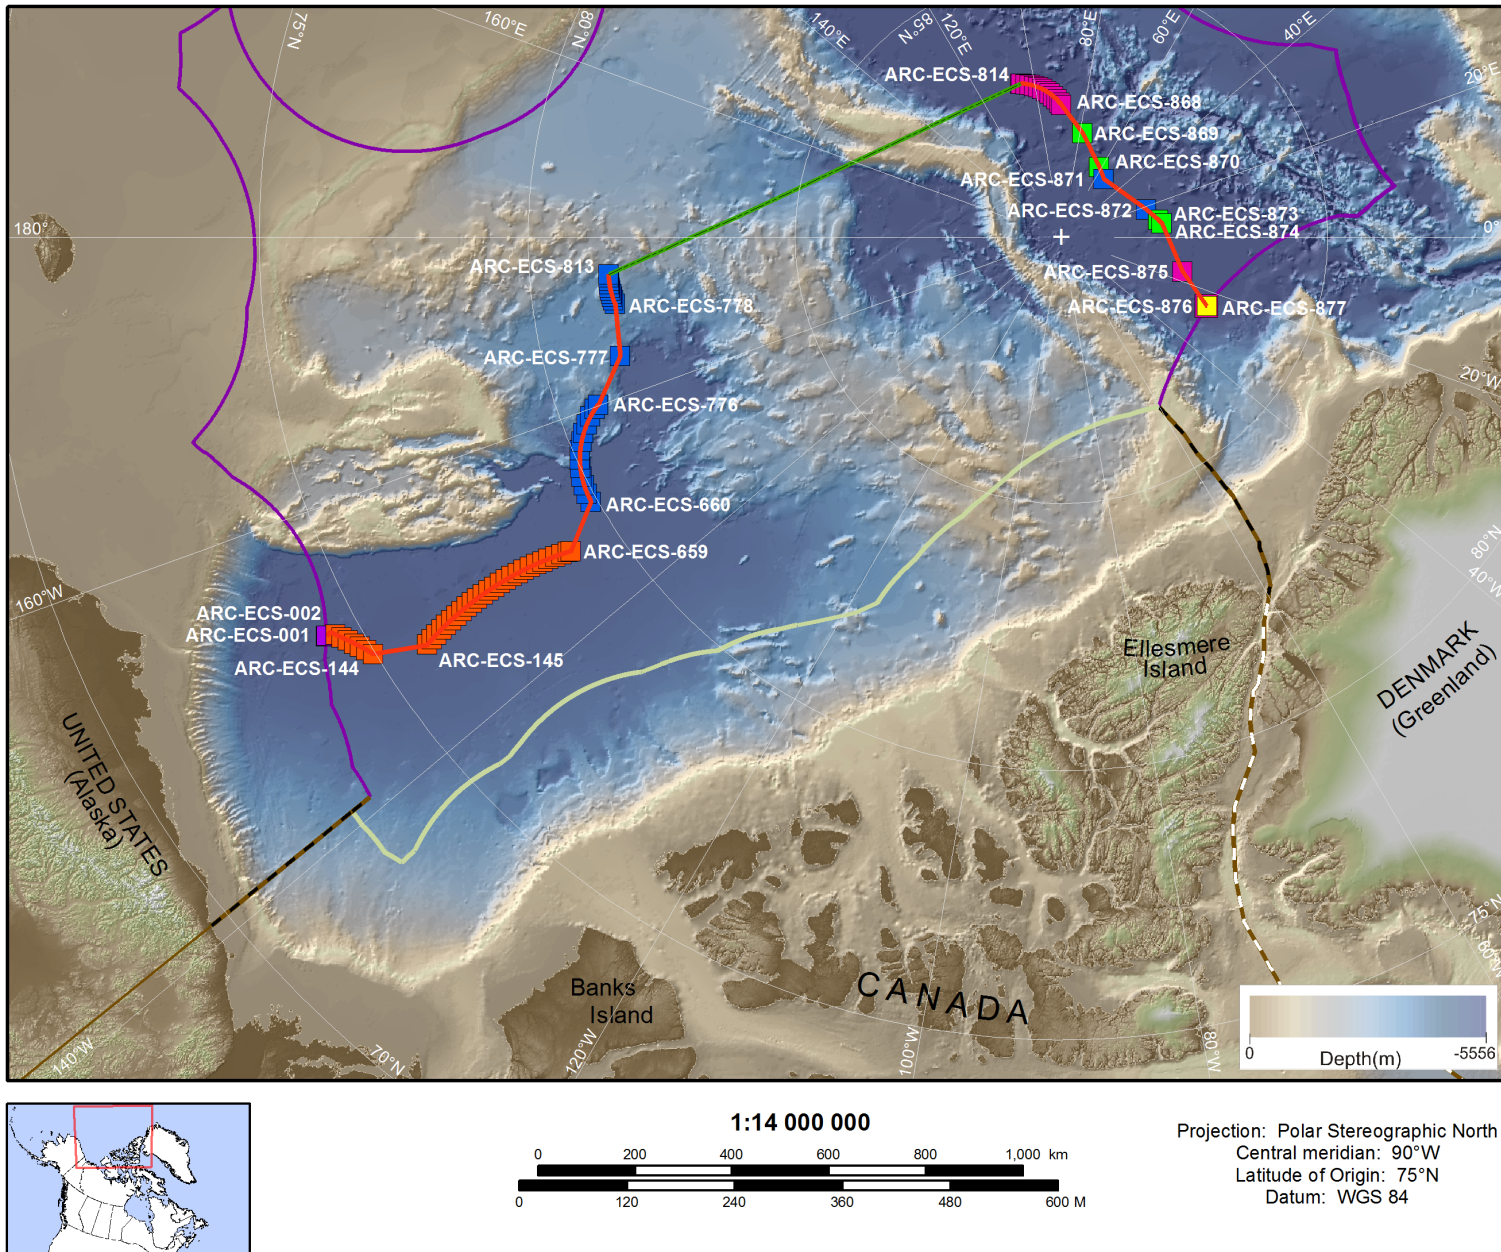 75°N
160°E
80°N
140°E
85°N
120°E
80°E
60°E
40°E
20°E
ARC-ECS-814
ARC-ECS-868
ARC-ECS-869
ARC-ECS-870
ARC-ECS-871
ARC-ECS-872
ARC-ECS-873
ARC-ECS-874
180°
0°
ARC-ECS-813
ARC-ECS-875
ARC-ECS-778
ARC-ECS-876
ARC-ECS-877
ARC-ECS-777
20°W
ARC-ECS-776
ARC-ECS-660
80°N
ARC-ECS-659
40°W
160°W
ARC-ECS-002
ARC-ECS-001
ARC-ECS-144
ARC-ECS-145
Ellesmere
Island
DENMARK
(Greenland)
UNITED STATES
(Alaska)
75°N
60°W
Banks
Island
CANADA
140°W
70°N
120°W
100°W
80°W
0
Depth(m)
-5556
1:14 000 000
0 200 400 600 800 1,000 km
0 120 240 360 480 600 M
Projection: Polar Stereographic North
Central meridian: 90°W
Latitude of Origin: 75°N
Datum: WGS 84